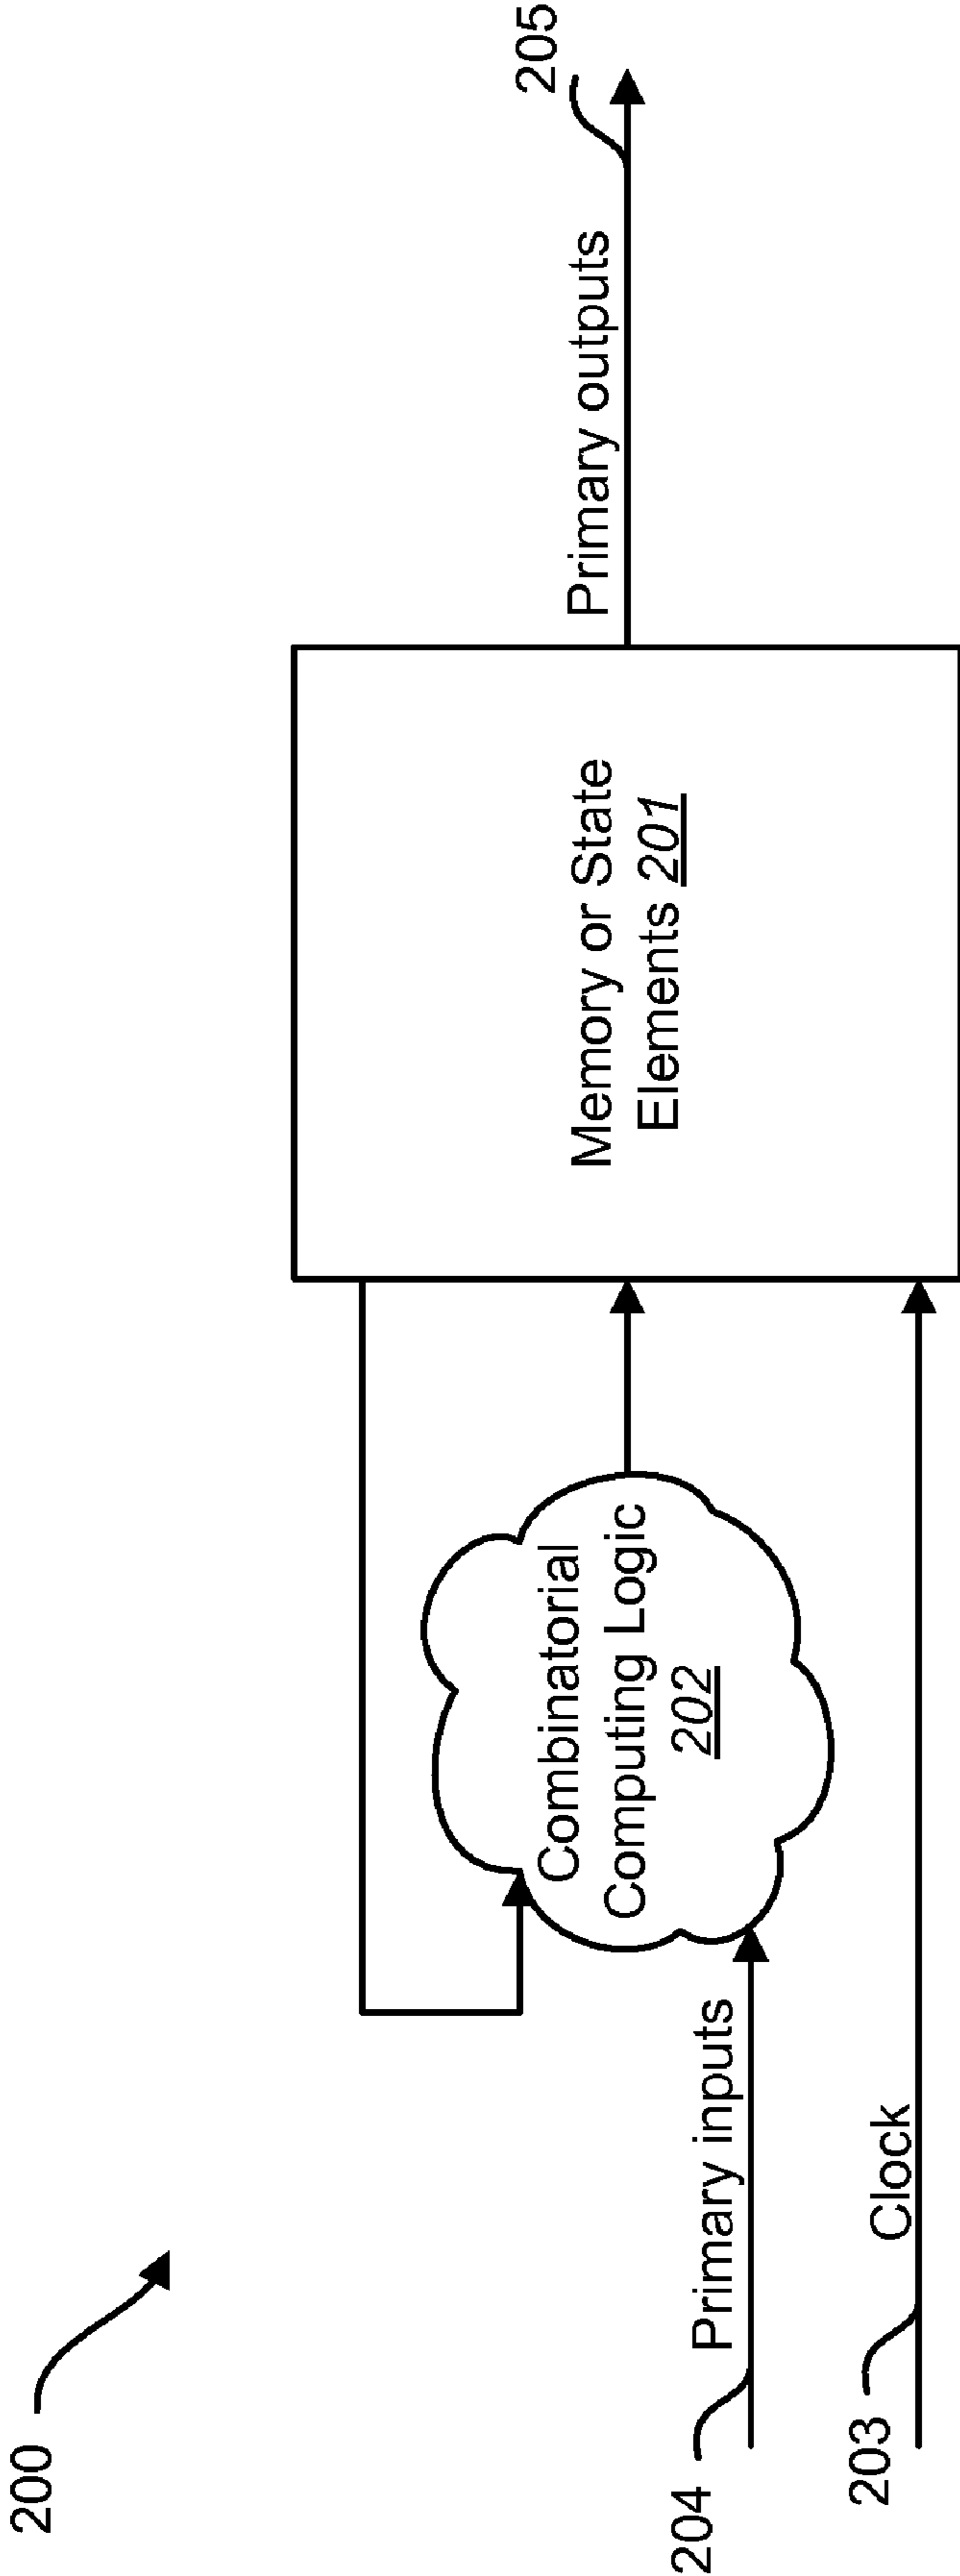 200
205
Primary outputs
Memory or State
Elements 201
Combinatorial
Computing Logic
202
204
Primary inputs
203
Clock